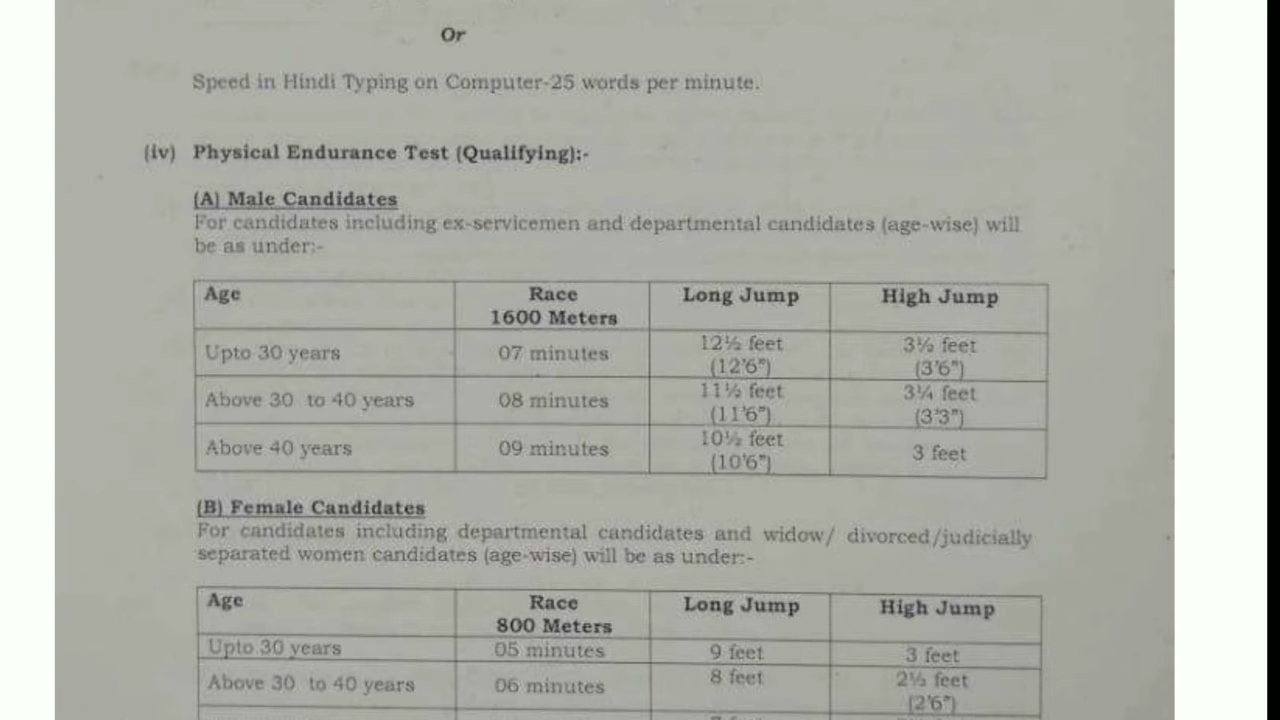 Or
Speed in Hindi Typing on Computer-25 words per minute.
(iv) Physical Endurance Test (Qualifying):-
(A) Male Candidates
For candidates including ex-servicemen and departmental candidates (age-wise) will
be as under:-
Age Race 1600 Meters Long Jump High Jump
Upto 30 years 07 minutes 12½ feet (12'6") 3½ feet (3'6")
Above 30 to 40 years 08 minutes 11½ feet (11'6") 3¼ feet (3'3")
Above 40 years 09 minutes 10½ feet (10'6") 3 feet
(B) Female Candidates
For candidates including departmental candidates and widow/ divorced/judicially
separated women candidates (age-wise) will be as under:-
Age Race 800 Meters Long Jump High Jump
Upto 30 years 05 minutes 9 feet 3 feet
Above 30 to 40 years 06 minutes 8 feet 2½ feet (2'6")